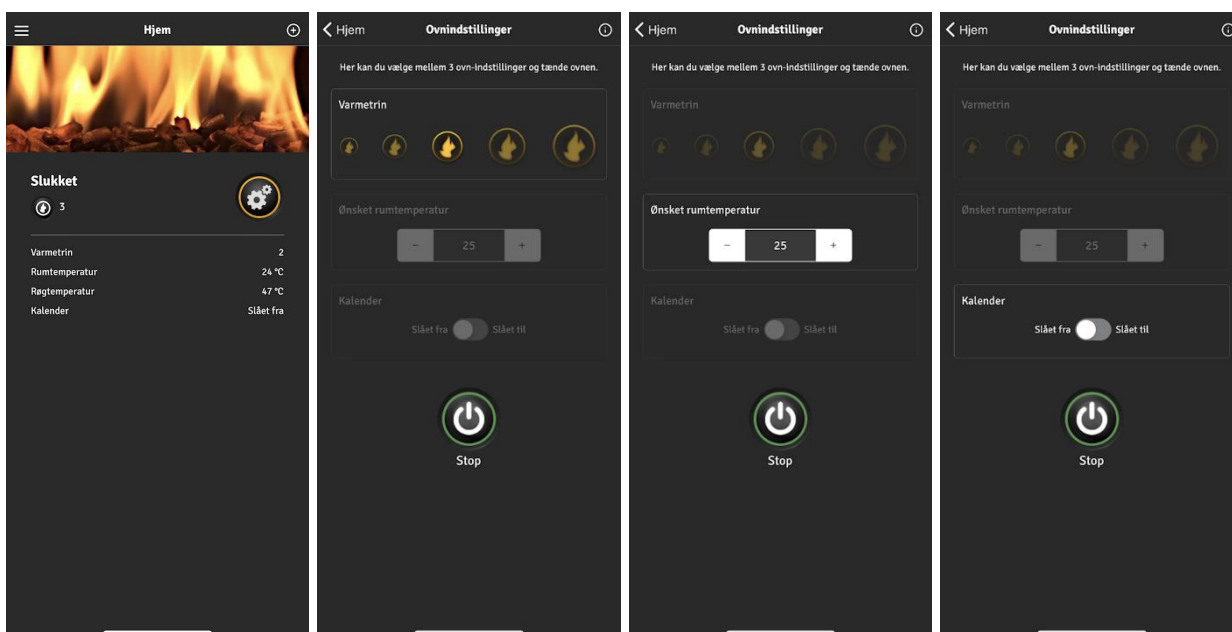 Hjem
Slukket
3
Varmetrin 2
Rumtemperatur 24 °C
Røgtemperatur 47 °C
Kalender Slået fra
Hjem Ovnindstillinger
Her kan du vælge mellem 3 ovn-indstillinger og tænde ovnen.
Varmetrin
Ønsket rumtemperatur
- 25 +
Kalender
Slået fra Slået til
Stop
Hjem Ovnindstillinger
Her kan du vælge mellem 3 ovn-indstillinger og tænde ovnen.
Varmetrin
Ønsket rumtemperatur
- 25 +
Kalender
Slået fra Slået til
Stop
Hjem Ovnindstillinger
Her kan du vælge mellem 3 ovn-indstillinger og tænde ovnen.
Varmetrin
Ønsket rumtemperatur
- 25 +
Kalender
Slået fra Slået til
Stop